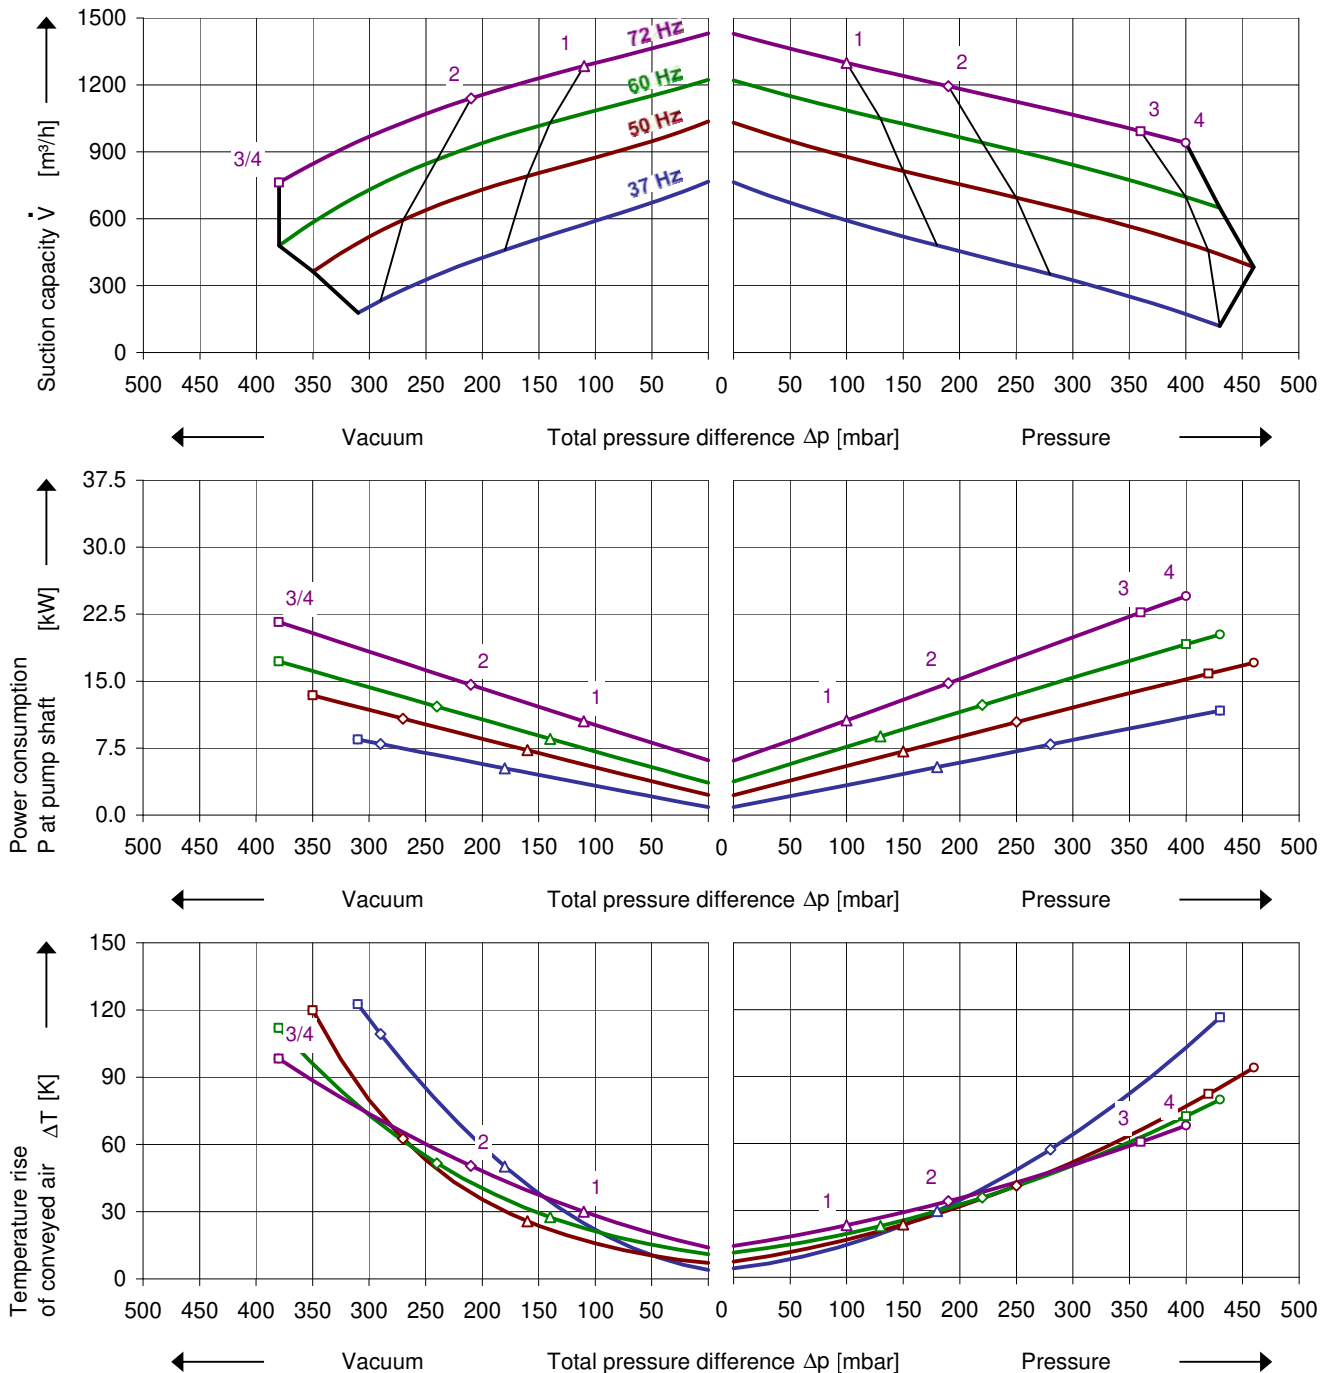 Suction capacity V̇ [m³/h]
1500
1200
900
600
300
0
72 Hz
60 Hz
50 Hz
37 Hz
3/4
2
1
1
2
3
4
500 450 400 350 300 250 200 150 100 50 0 50 100 150 200 250 300 350 400 450 500
Vacuum Total pressure difference Δp [mbar] Pressure
Power consumption
P at pump shaft [kW]
37.5
30.0
22.5
15.0
7.5
0.0
3/4
2
1
1
2
3
4
500 450 400 350 300 250 200 150 100 50 0 50 100 150 200 250 300 350 400 450 500
Vacuum Total pressure difference Δp [mbar] Pressure
Temperature rise
of conveyed air ΔT [K]
150
120
90
60
30
0
3/4
2
1
1
2
3
4
500 450 400 350 300 250 200 150 100 50 0 50 100 150 200 250 300 350 400 450 500
Vacuum Total pressure difference Δp [mbar] Pressure